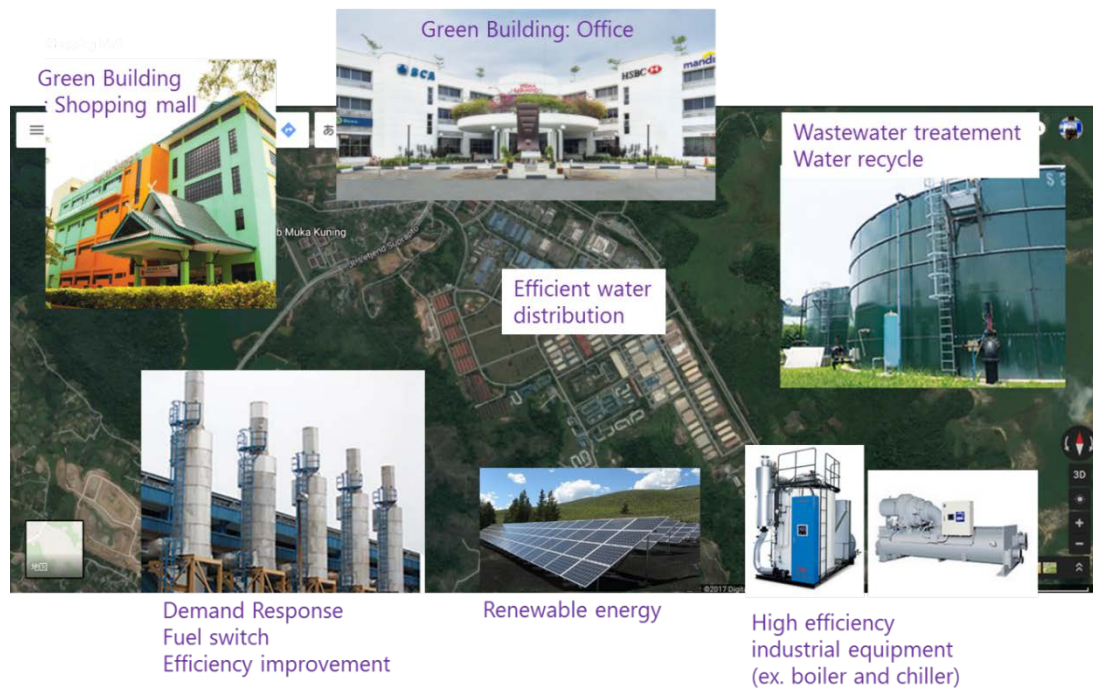 Green Building: Office
Green Building
: Shopping mall
BCA
HSBC
mandi
あ
Wastewater treatement
Water recycle
b Muka Kuning
Efficient water
distribution
3D
©2017 Digit
Demand Response
Fuel switch
Efficiency improvement
Renewable energy
High efficiency
industrial equipment
(ex. boiler and chiller)